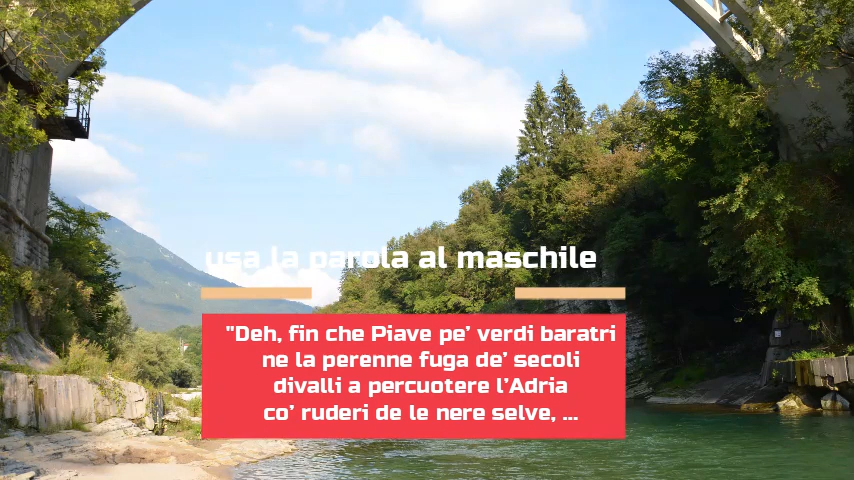 usa la parola al maschile
"Deh, fin che Piave pe’ verdi baratri
ne la perenne fuga de’ secoli
divalli a percuotere l’Adria
co’ ruderi de le nere selve, ...